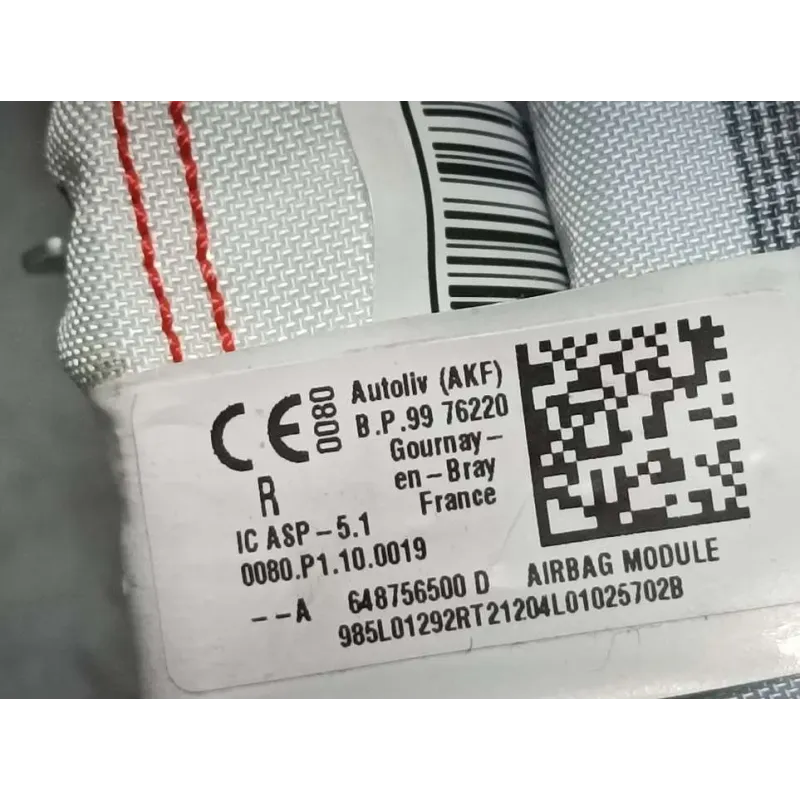 CE 0080
Autoliv (AKF)
B.P.99 76220
Gournay-
en-Bray
France
R
IC ASP-5.1
0080.P1.10.0019
--A 648756500 D AIRBAG MODULE
985L01292RT21204L01025702B